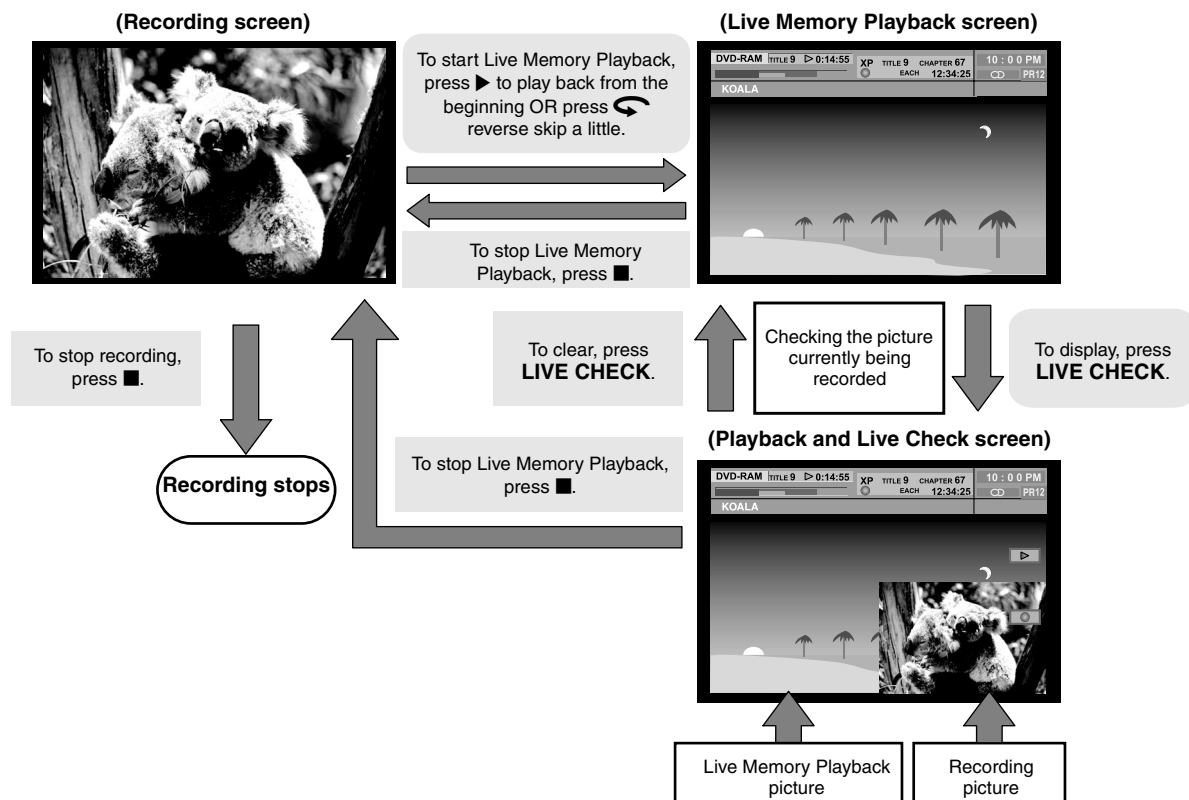 (Recording screen)
(Live Memory Playback screen)
To start Live Memory Playback,
press ▶ to play back from the
beginning OR press
reverse skip a little.
DVD-RAM TITLE 9 ▷ 0:14:55 XP TITLE 9 CHAPTER 67 10:00 PM
EACH 12:34:25 PR12
KOALA
To stop Live Memory
Playback, press ■.
To stop recording,
press ■.
To clear, press
LIVE CHECK.
Checking the picture
currently being
recorded
To display, press
LIVE CHECK.
(Playback and Live Check screen)
Recording stops
To stop Live Memory Playback,
press ■.
DVD-RAM TITLE 9 ▷ 0:14:55 XP TITLE 9 CHAPTER 67 10:00 PM
EACH 12:34:25 PR12
KOALA
Live Memory Playback
picture
Recording
picture